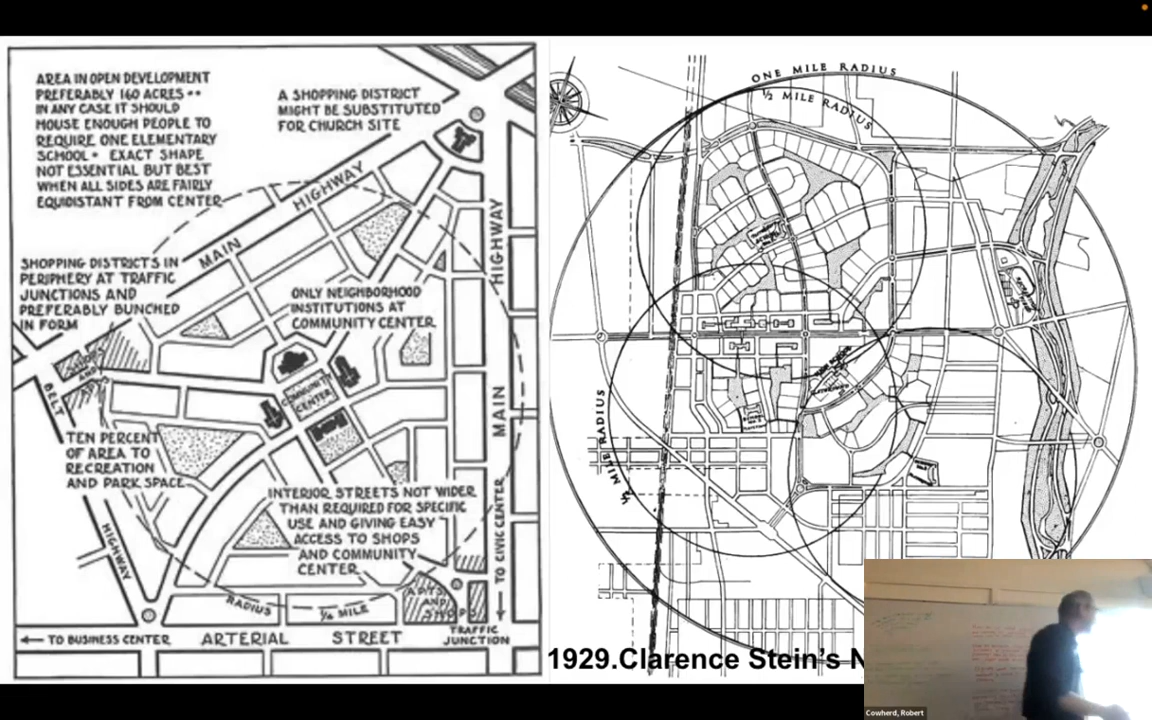 AREA IN OPEN DEVELOPMENT
PREFERABLY 160 ACRES ••
IN ANY CASE IT SHOULD
HOUSE ENOUGH PEOPLE TO
REQUIRE ONE ELEMENTARY
SCHOOL • EXACT SHAPE
NOT ESSENTIAL BUT BEST
WHEN ALL SIDES ARE FAIRLY
EQUIDISTANT FROM CENTER
A SHOPPING DISTRICT
MIGHT BE SUBSTITUTED
FOR CHURCH SITE
MAIN HIGHWAY
HIGHWAY
MAIN
SHOPPING DISTRICTS IN
PERIPHERY AT TRAFFIC
JUNCTIONS AND
PREFERABLY BUNCHED
IN FORM
ONLY NEIGHBORHOOD
INSTITUTIONS AT
COMMUNITY CENTER
SHOPS
AND
APTS
BELT
COMMUNITY
CENTER
TEN PERCENT
OF AREA TO
RECREATION
AND PARK SPACE
HIGHWAY
INTERIOR STREETS NOT WIDER
THAN REQUIRED FOR SPECIFIC
USE AND GIVING EASY
ACCESS TO SHOPS
AND COMMUNITY
CENTER
TO CIVIC CENTER
APTS
AND
SHOPS
RADIUS 1/4 MILE
TRAFFIC
JUNCTION
← TO BUSINESS CENTER ARTERIAL STREET
ONE MILE RADIUS
1/2 MILE RADIUS
1/2 MILE RADIUS
1929.Clarence Stein's N
Cowherd, Robert